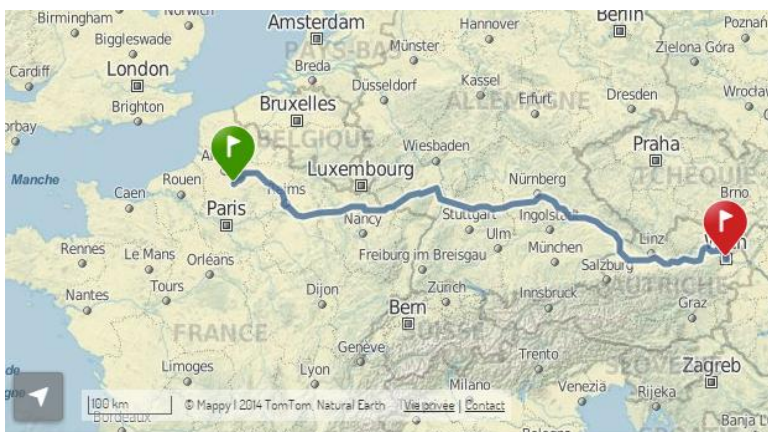 Birmingham
Norwich
Amsterdam
Hannover
Berlin
Poznań
Biggleswade
PAYS-BAS
Münster
Zielona Góra
Cardiff
London
Breda
Düsseldorf
Kassel
ALLEMAGNE
Erfurt
Dresden
Brighton
Bruxelles
BELGIQUE
Wiesbaden
Praha
TCHÉQUIE
Manche
Rouen
Luxembourg
Nürnberg
Brno
Caen
Paris
Reims
Nancy
Stuttgart
Ingolstadt
Linz
Wien
Rennes
Le Mans
Orléans
Freiburg im Breisgau
Ulm
München
Salzburg
AUTRICHE
Nantes
Tours
Dijon
Zürich
Innsbruck
Graz
FRANCE
Bern
SUISSE
Genève
Trento
Zagreb
Limoges
Lyon
Milano
Venezia
Rijeka
100 km
© Mappy | 2014 TomTom, Natural Earth
Vie privée | Contact
Bordeaux
Bologna
Banja L